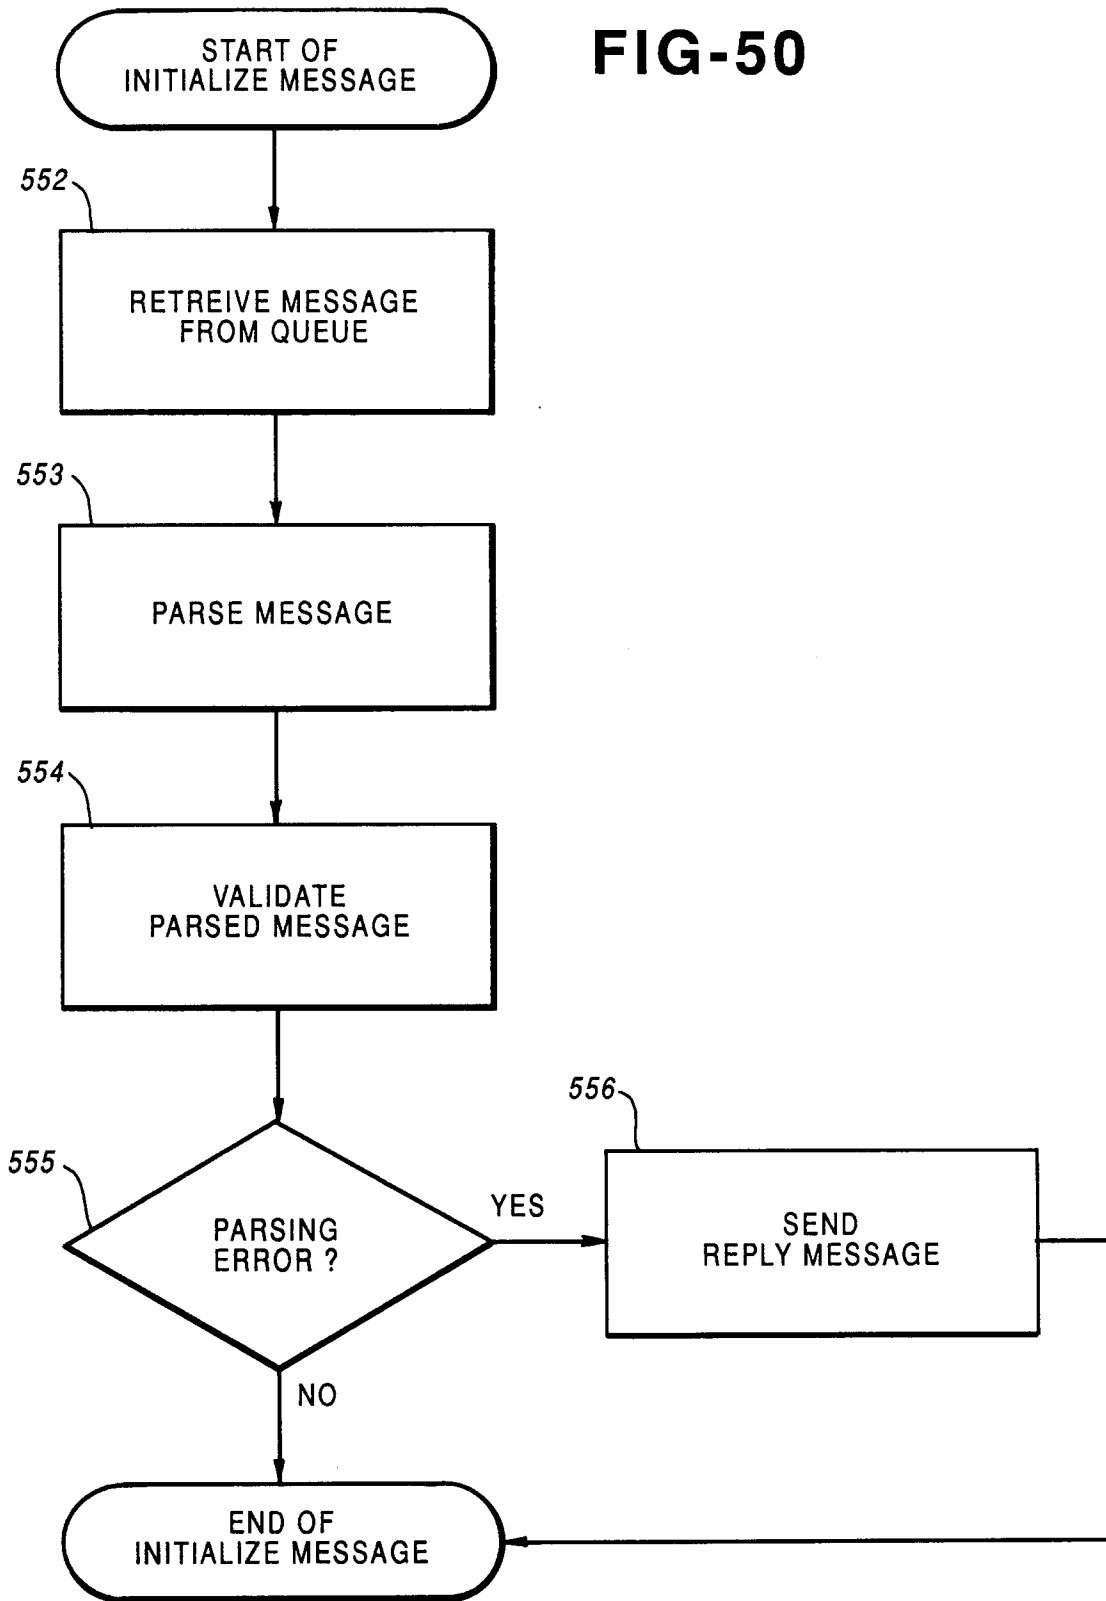 START OF
INITIALIZE MESSAGE
FIG-50
552
RETREIVE MESSAGE
FROM QUEUE
553
PARSE MESSAGE
554
VALIDATE
PARSED MESSAGE
555
PARSING
ERROR ?
YES
556
SEND
REPLY MESSAGE
NO
END OF
INITIALIZE MESSAGE